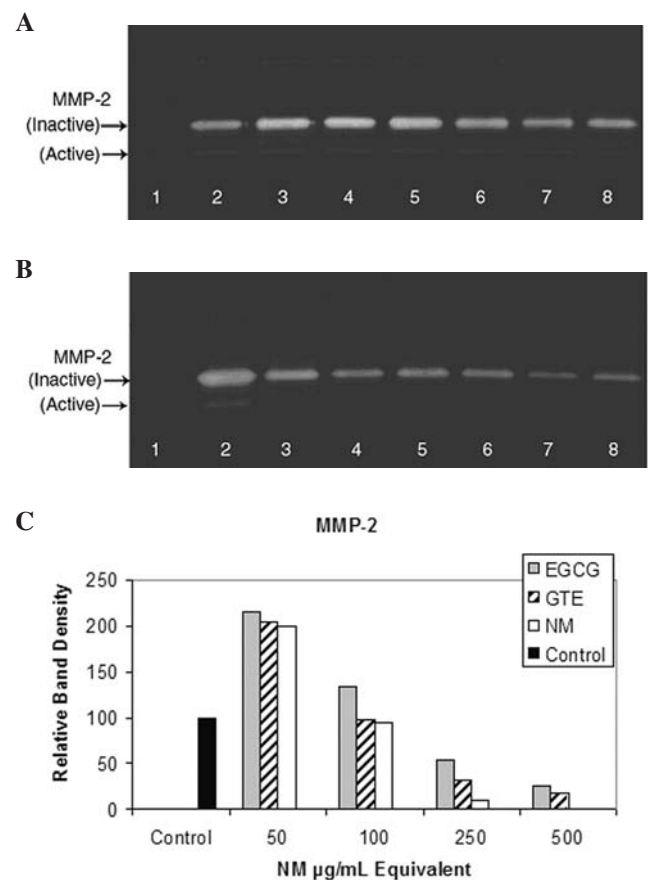 A
MMP-2
(Inactive)
(Active)
1 2 3 4 5 6 7 8
B
MMP-2
(Inactive)
(Active)
1 2 3 4 5 6 7 8
C
MMP-2
Relative Band Density
250
200
150
100
50
0
EGCG
GTE
NM
Control
Control 50 100 250 500
NM µg/mL Equivalent